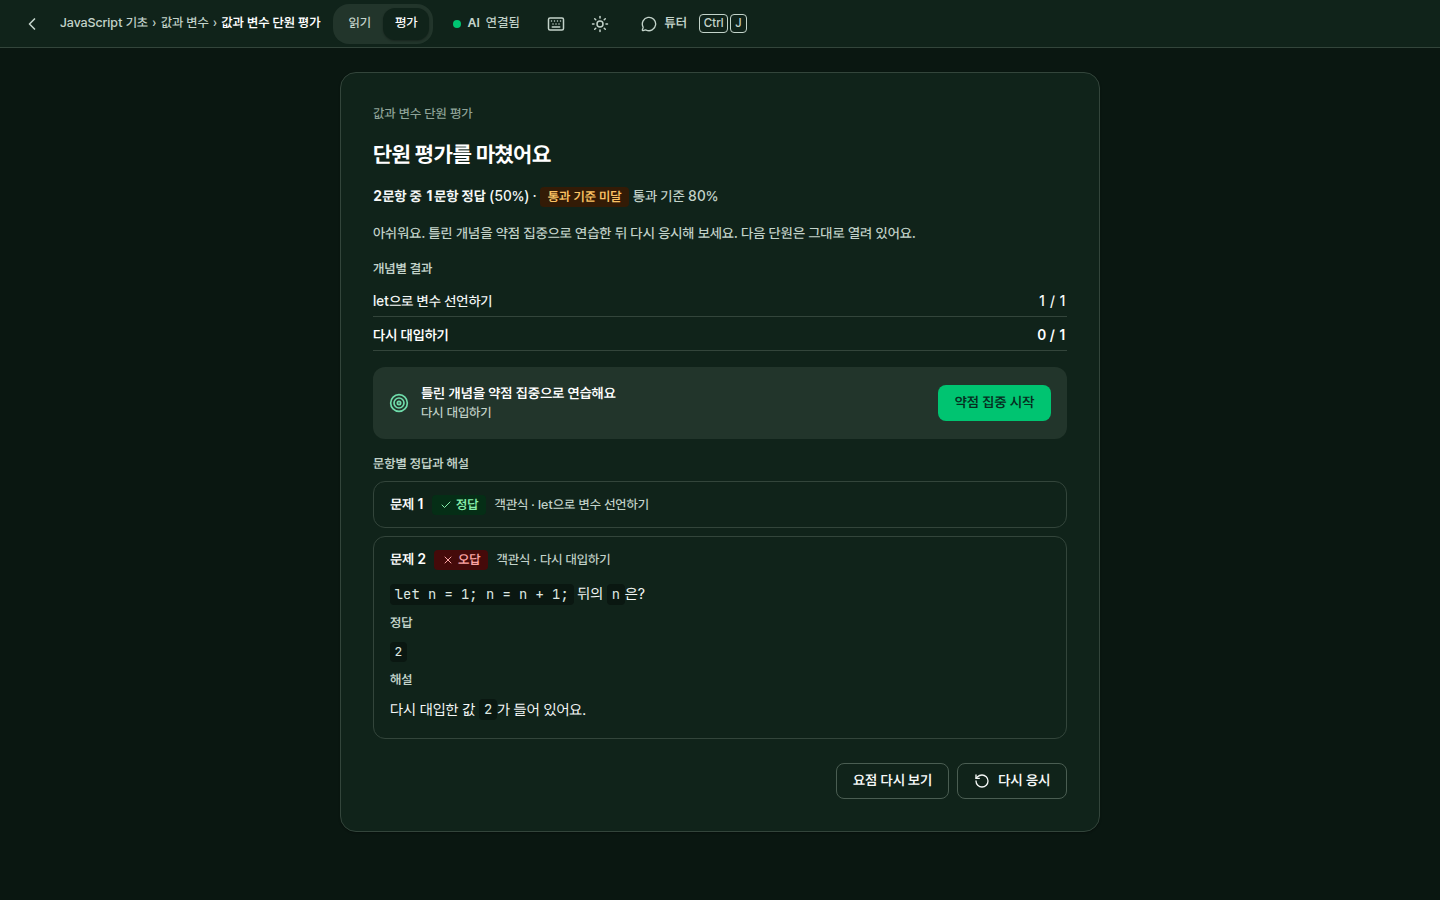 JavaScript 기초 › 값과 변수 › 값과 변수 단원 평가 읽기 평가 AI 연결됨 튜터 Ctrl J
값과 변수 단원 평가
단원 평가를 마쳤어요
2문항 중 1문항 정답 (50%) · 통과 기준 미달 통과 기준 80%
아쉬워요. 틀린 개념을 약점 집중으로 연습한 뒤 다시 응시해 보세요. 다음 단원은 그대로 열려 있어요.
개념별 결과
let으로 변수 선언하기 1 / 1
다시 대입하기 0 / 1
틀린 개념을 약점 집중으로 연습해요
다시 대입하기
약점 집중 시작
문항별 정답과 해설
문제 1 정답 객관식 · let으로 변수 선언하기
문제 2 오답 객관식 · 다시 대입하기
let n = 1; n = n + 1; 뒤의 n은?
정답
2
해설
다시 대입한 값 2가 들어 있어요.
요점 다시 보기 다시 응시